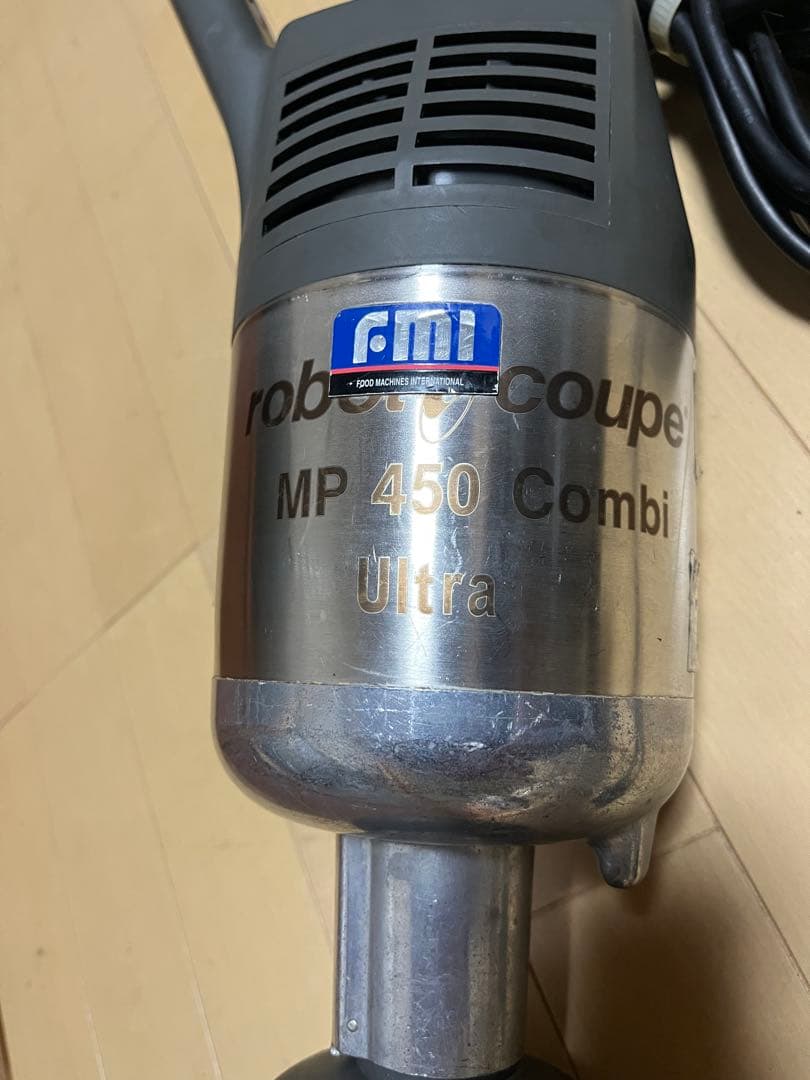 FMI
FOOD MACHINES INTERNATIONAL
robot coupe
MP 450 Combi
Ultra